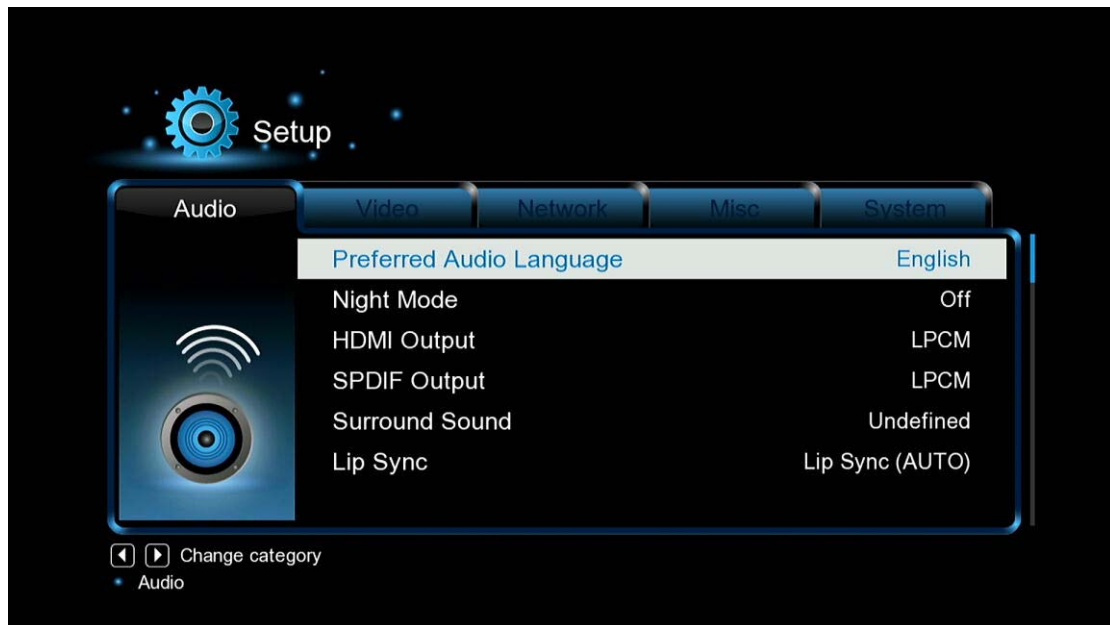 Setup
Audio Video Network Misc System
Preferred Audio Language English
Night Mode Off
HDMI Output LPCM
SPDIF Output LPCM
Surround Sound Undefined
Lip Sync Lip Sync (AUTO)
Change category
Audio